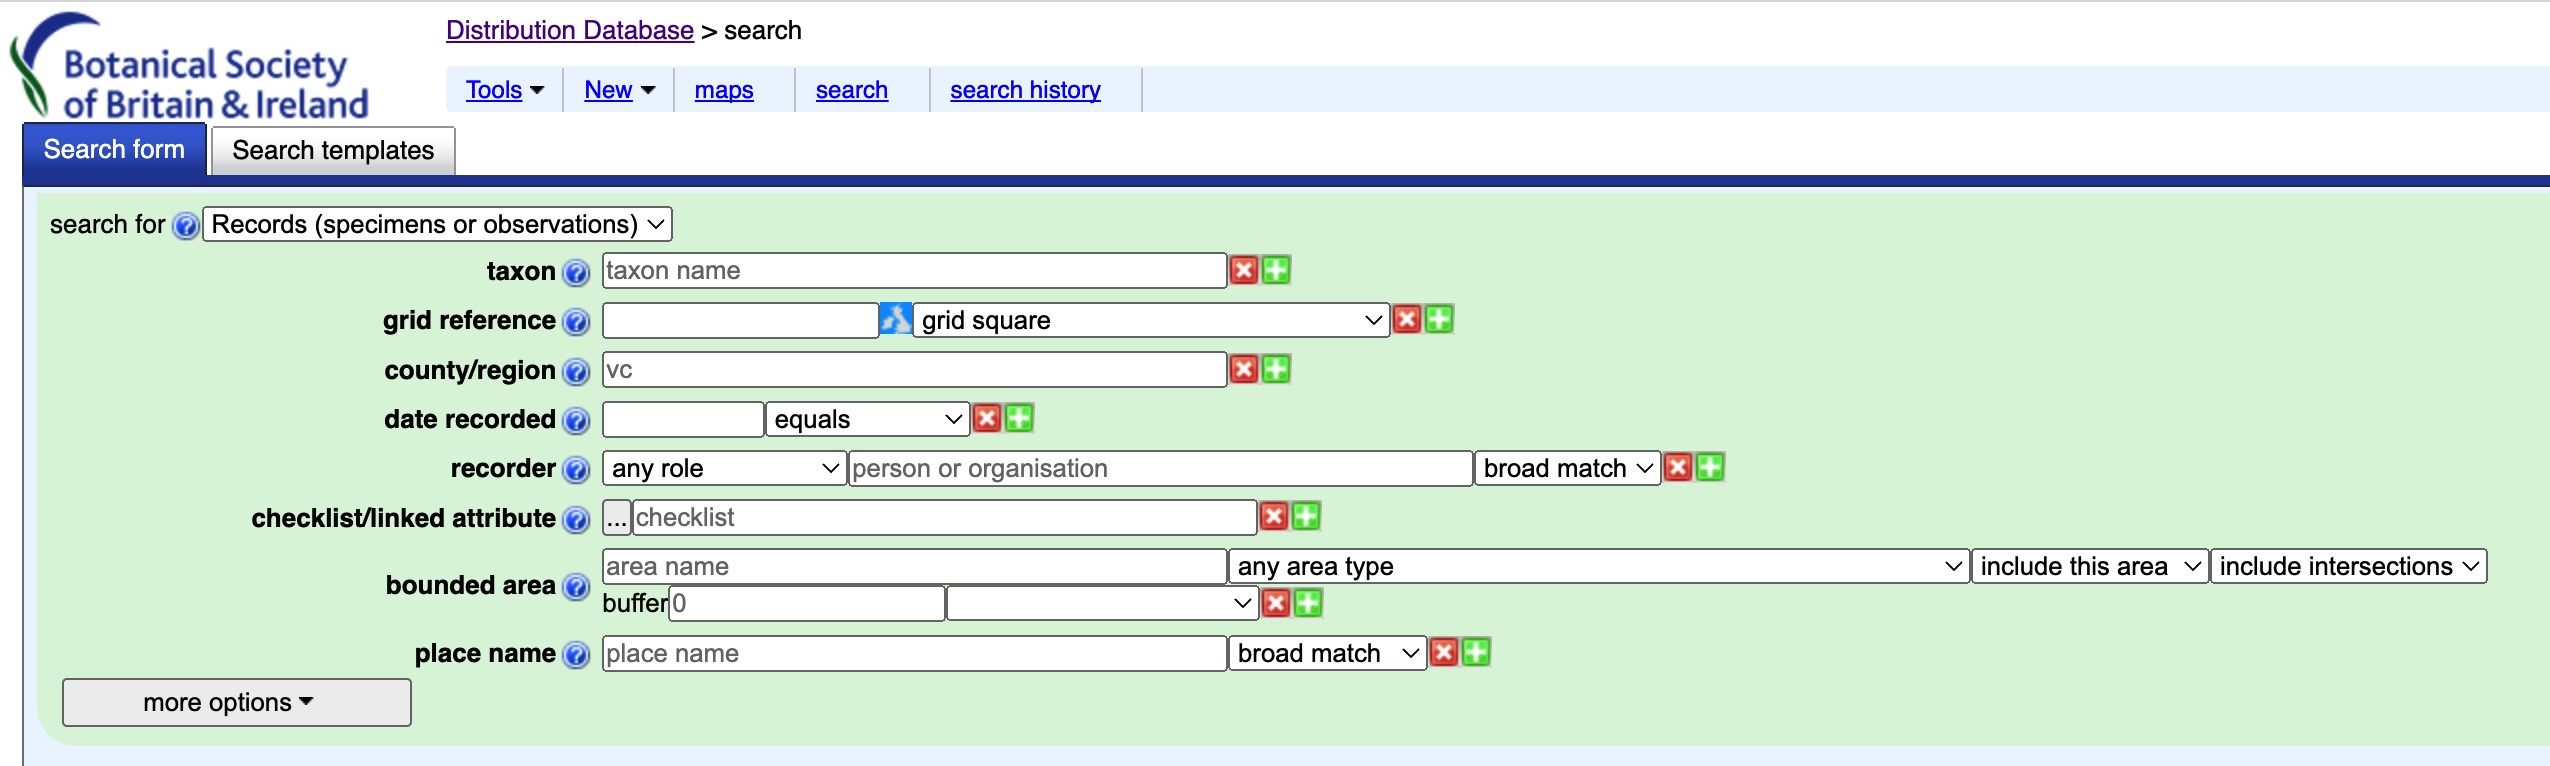 Botanical Society
of Britain & Ireland
Distribution Database > search
Tools New maps search search history
Search form Search templates
search for Records (specimens or observations)
taxon taxon name
grid reference grid square
county/region vc
date recorded equals
recorder any role person or organisation broad match
checklist/linked attribute ... checklist
bounded area area name any area type include this area include intersections
buffer 0
place name place name broad match
more options